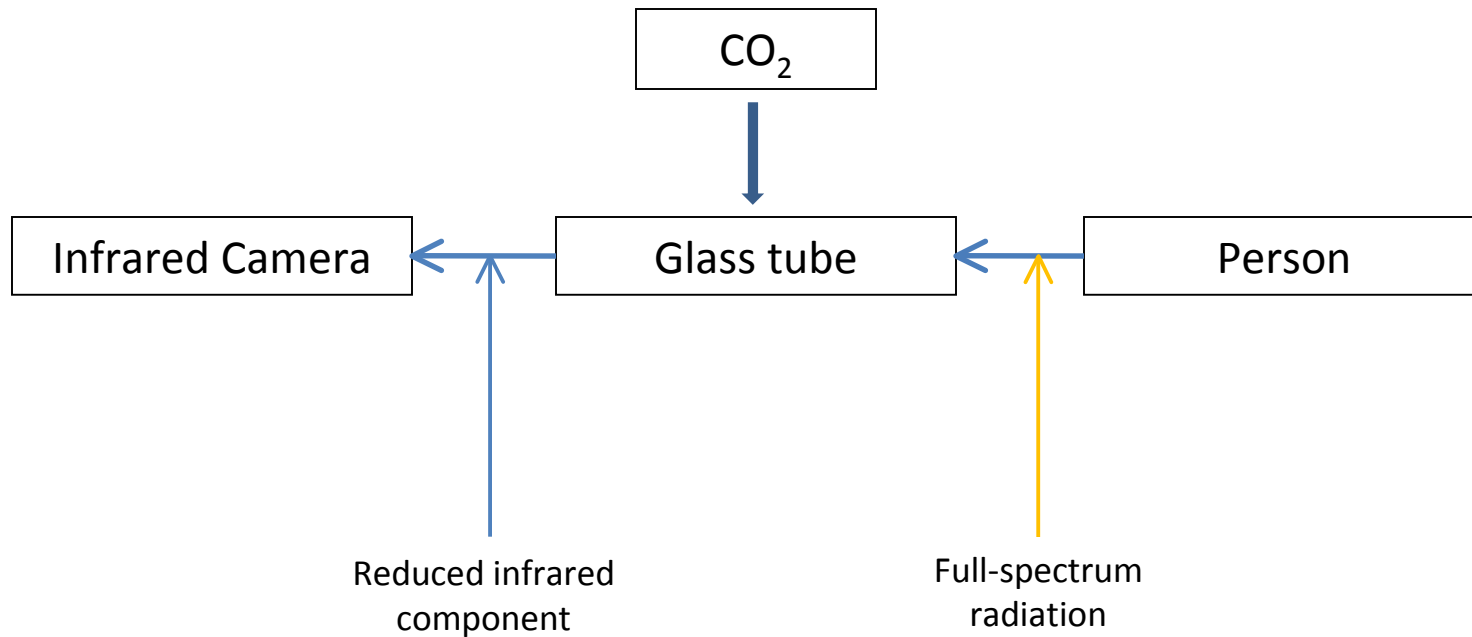 CO₂
Infrared Camera
Glass tube
Person
Reduced infrared
component
Full-spectrum
radiation